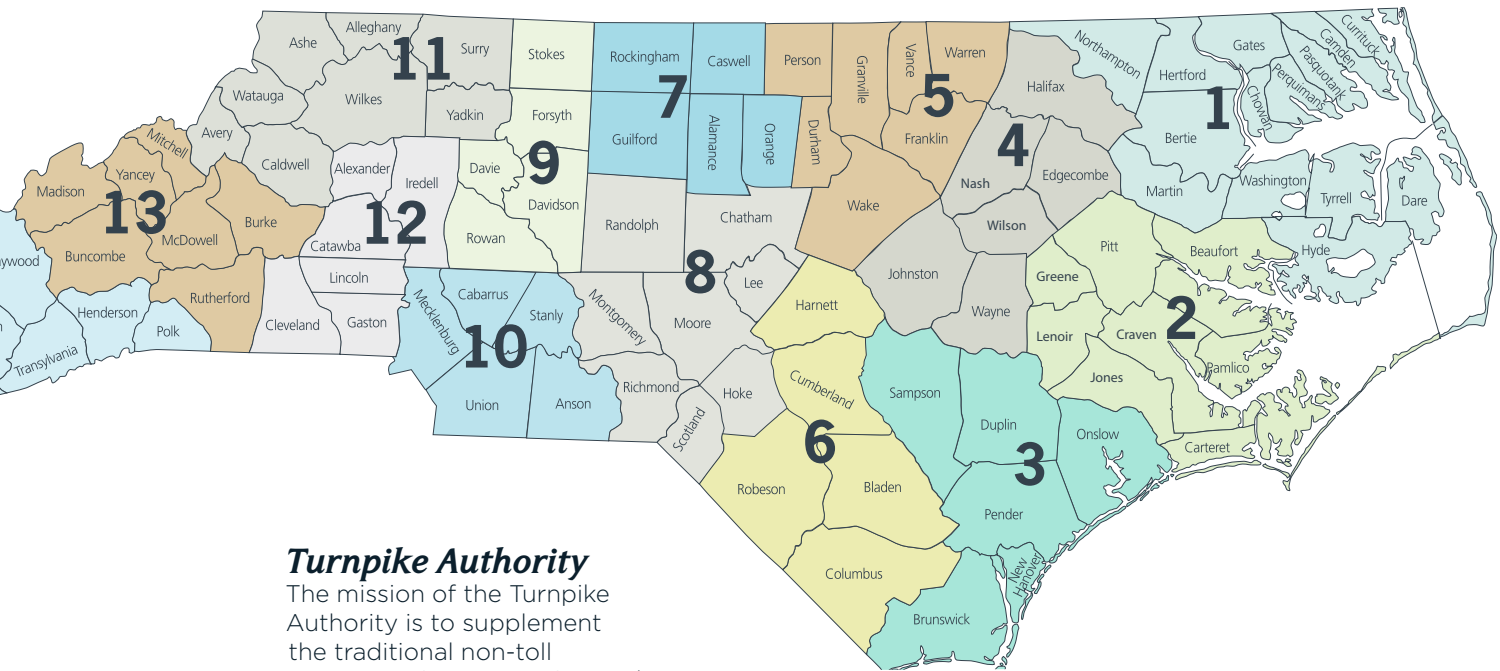 Alleghany
Ashe
11
Surry
Watauga
Wilkes
Yadkin
Avery
Caldwell
Stokes
Forsyth
9
Davie
Davidson
Rowan
Rockingham
Caswell
7
Guilford
Alamance
Orange
Person
Granville
Vance
Warren
5
Durham
Franklin
Wake
Northampton
Hertford
Gates
Currituck
Camden
Pasquotank
Perquimans
Chowan
1
Bertie
Martin
Washington
Tyrrell
Dare
Hyde
Halifax
4
Nash
Edgecombe
Wilson
Johnston
Wayne
Mitchell
Yancey
Madison
13
Burke
McDowell
Buncombe
Rutherford
Alexander
Iredell
12
Catawba
Lincoln
Cleveland
Gaston
aywood
Henderson
Polk
Transylvania
Randolph
Chatham
8
Lee
Montgomery
Moore
Richmond
Hoke
Scotland
Mecklenburg
Cabarrus
Stanly
10
Union
Anson
Harnett
Cumberland
6
Robeson
Bladen
Columbus
Pitt
Beaufort
Greene
2
Lenoir
Craven
Pamlico
Jones
Carteret
Sampson
Duplin
Onslow
3
Pender
New
Hanover
Brunswick
Turnpike Authority
The mission of the Turnpike
Authority is to supplement
the traditional non-toll